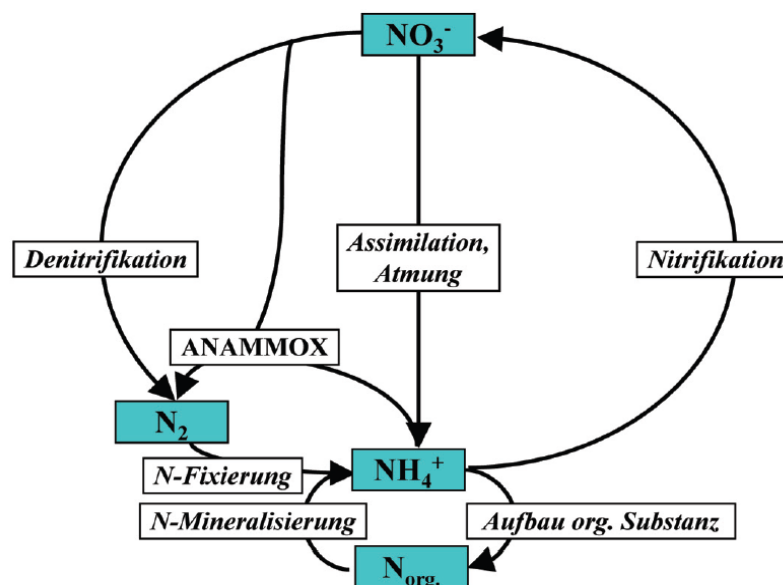 NO₃⁻
Denitrifikation
Assimilation,
Atmung
Nitrifikation
ANAMMOX
N₂
NH₄⁺
N-Fixierung
N-Mineralisierung
Aufbau org. Substanz
Norg.